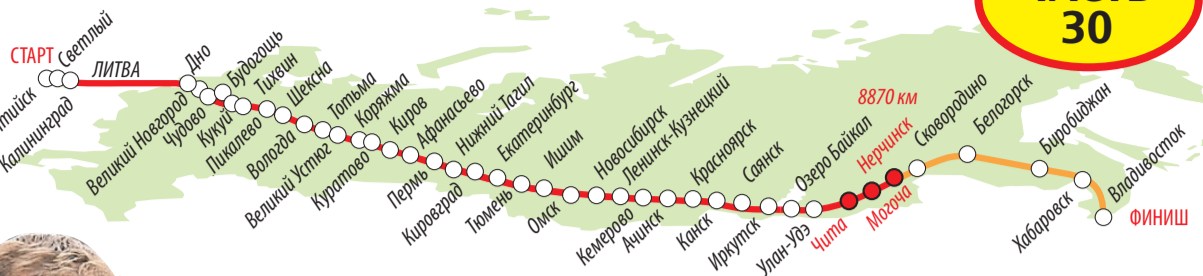 30
СТАРТ
Светлый
Калининград
ЛИТВА
Дно
Великий Новгород
Чудово
Будогощь
Кукуй
Тихвин
Пикалево
Шексна
Вологда
Тотьма
Великий Устюг
Коряжма
Куратово
Киров
Афанасьево
Пермь
Нижний Тагил
Кировград
Екатеринбург
Тюмень
Ишим
Омск
Новосибирск
Кемерово
Ленинск-Кузнецкий
Ачинск
Красноярск
Канск
Саянск
Иркутск
Озеро Байкал
Улан-Удэ
Чита
8870 км
Нерчинск
Могоча
Сковородино
Белогорск
Биробиджан
Хабаровск
Владивосток
ФИНИШ